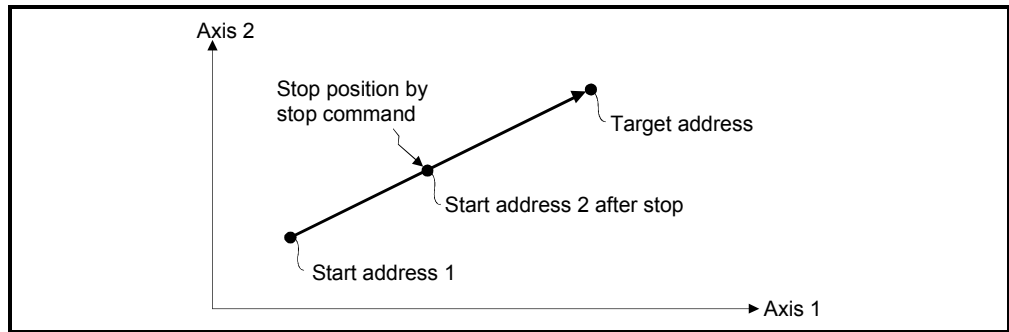 Axis 2
Stop position by
stop command
Target address
Start address 2 after stop
Start address 1
Axis 1